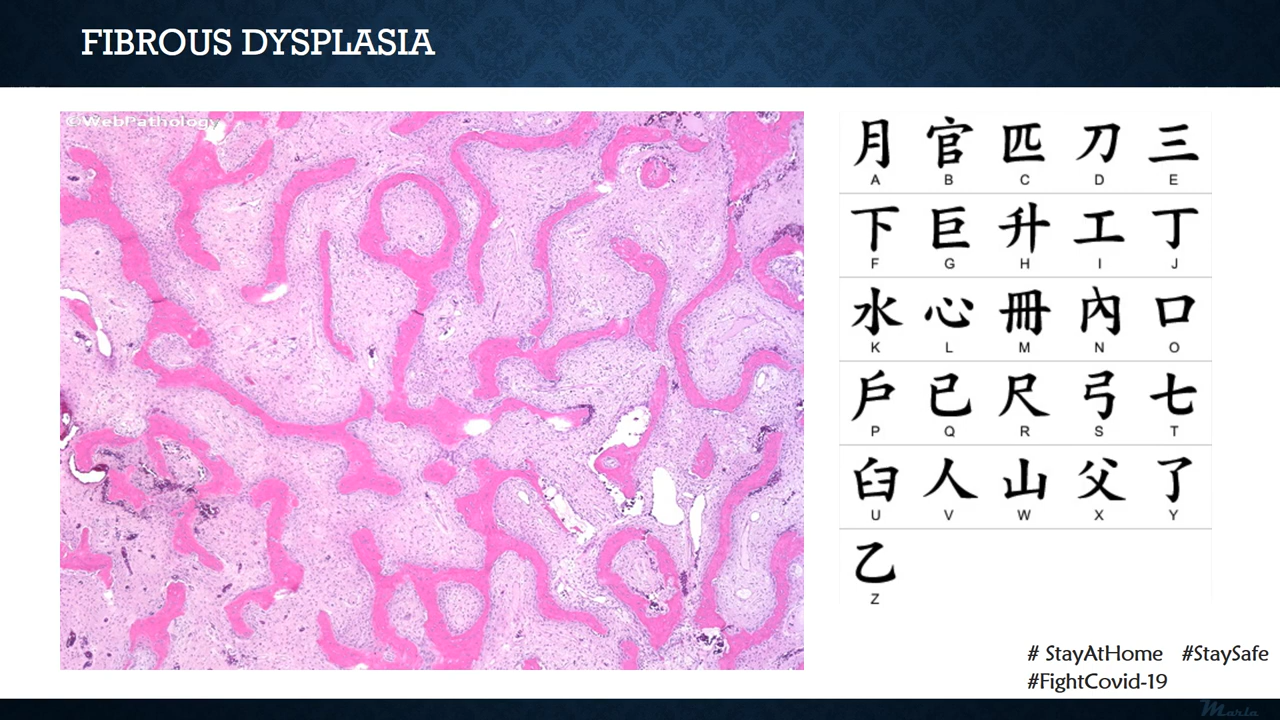 FIBROUS DYSPLASIA
©WebPathology
月 官 匹 刀 三
A B C D E
下 巨 升 工 丁
F G H I J
水 心 冊 內 口
K L M N O
戶 已 尺 弓 七
P Q R S T
臼 人 山 父 了
U V W X Y
乙
Z
# StayAtHome #StaySafe
#FightCovid-19
Maria